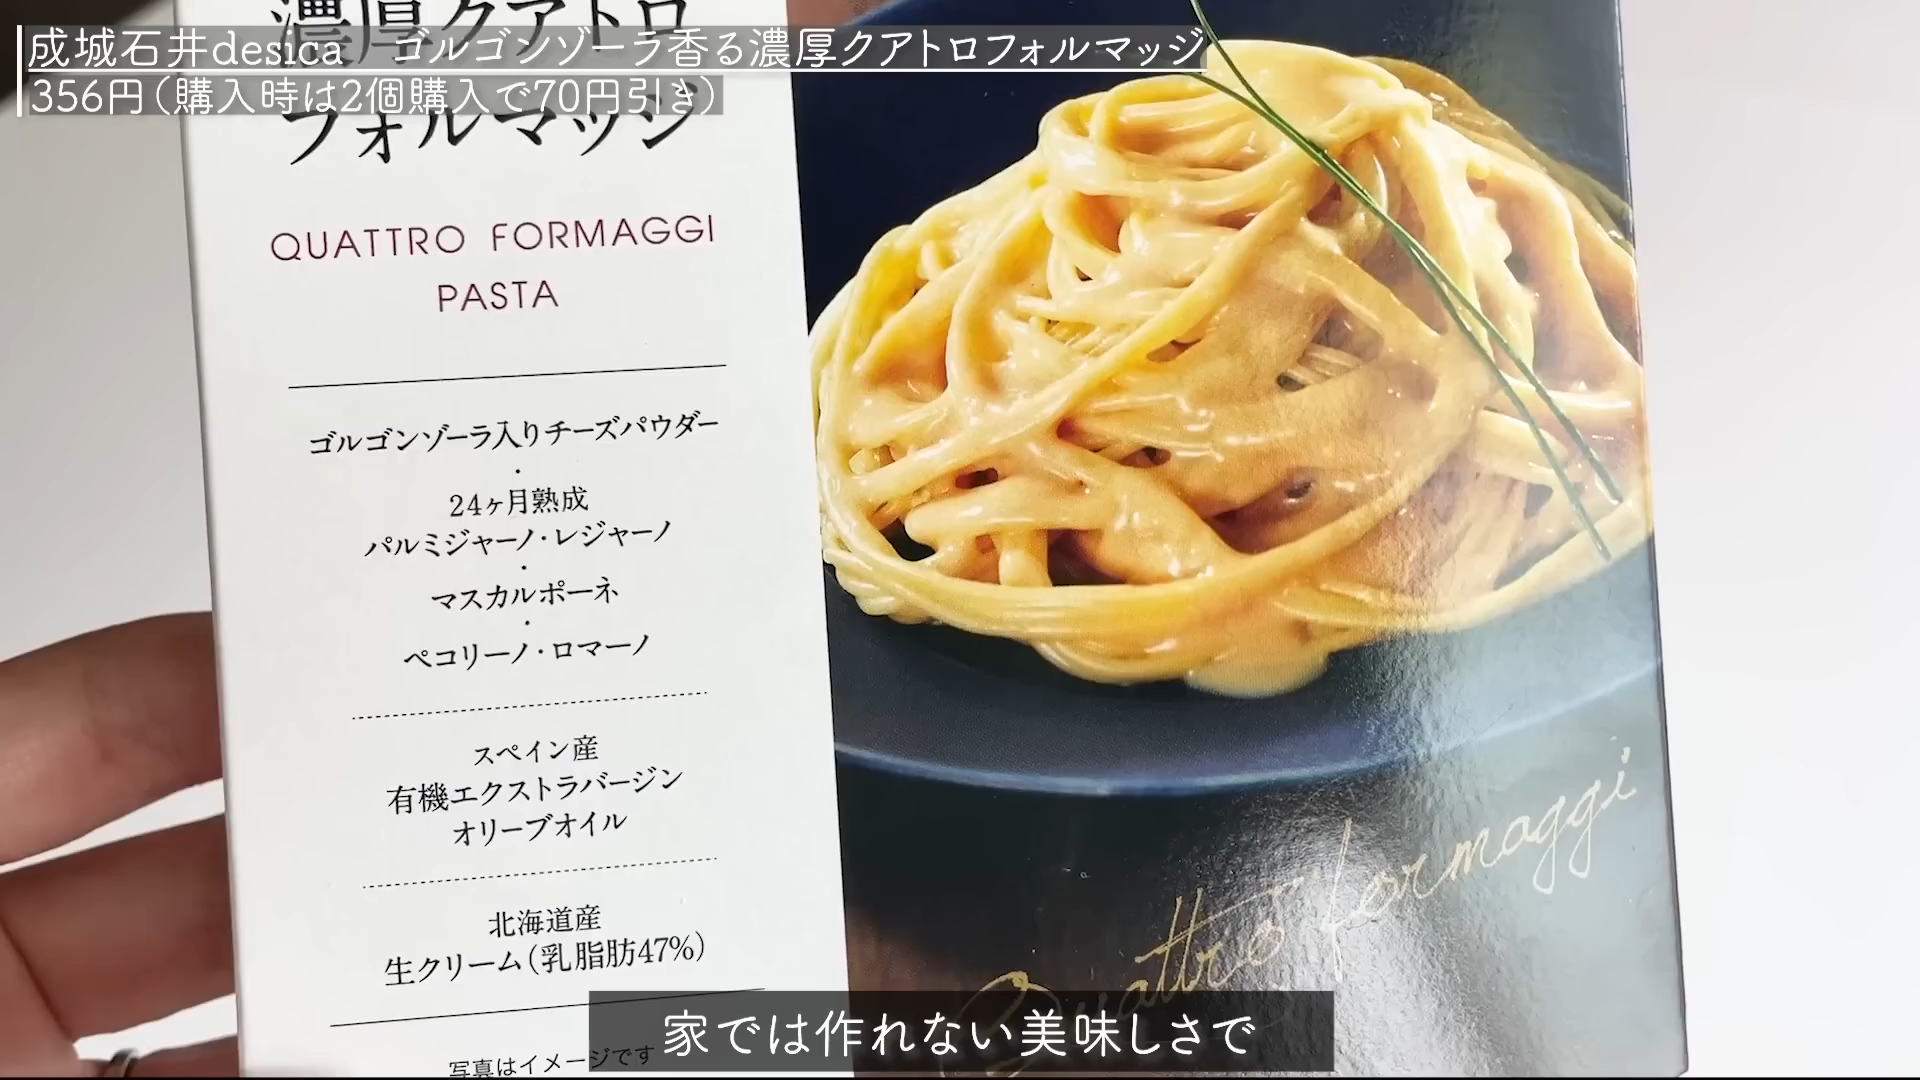 成城石井desica　ゴルゴンゾーラ香る濃厚クアトロフォルマッジ
356円(購入時は2個購入で70円引き)
濃厚クアトロ
フォルマッジ
QUATTRO FORMAGGI
PASTA
ゴルゴンゾーラ入りチーズパウダー
・
24ヶ月熟成
パルミジャーノ・レジャーノ
・
マスカルポーネ
・
ペコリーノ・ロマーノ
スペイン産
有機エクストラバージン
オリーブオイル
北海道産
生クリーム(乳脂肪47%)
写真はイメージです
Quattro formaggi
家では作れない美味しさで